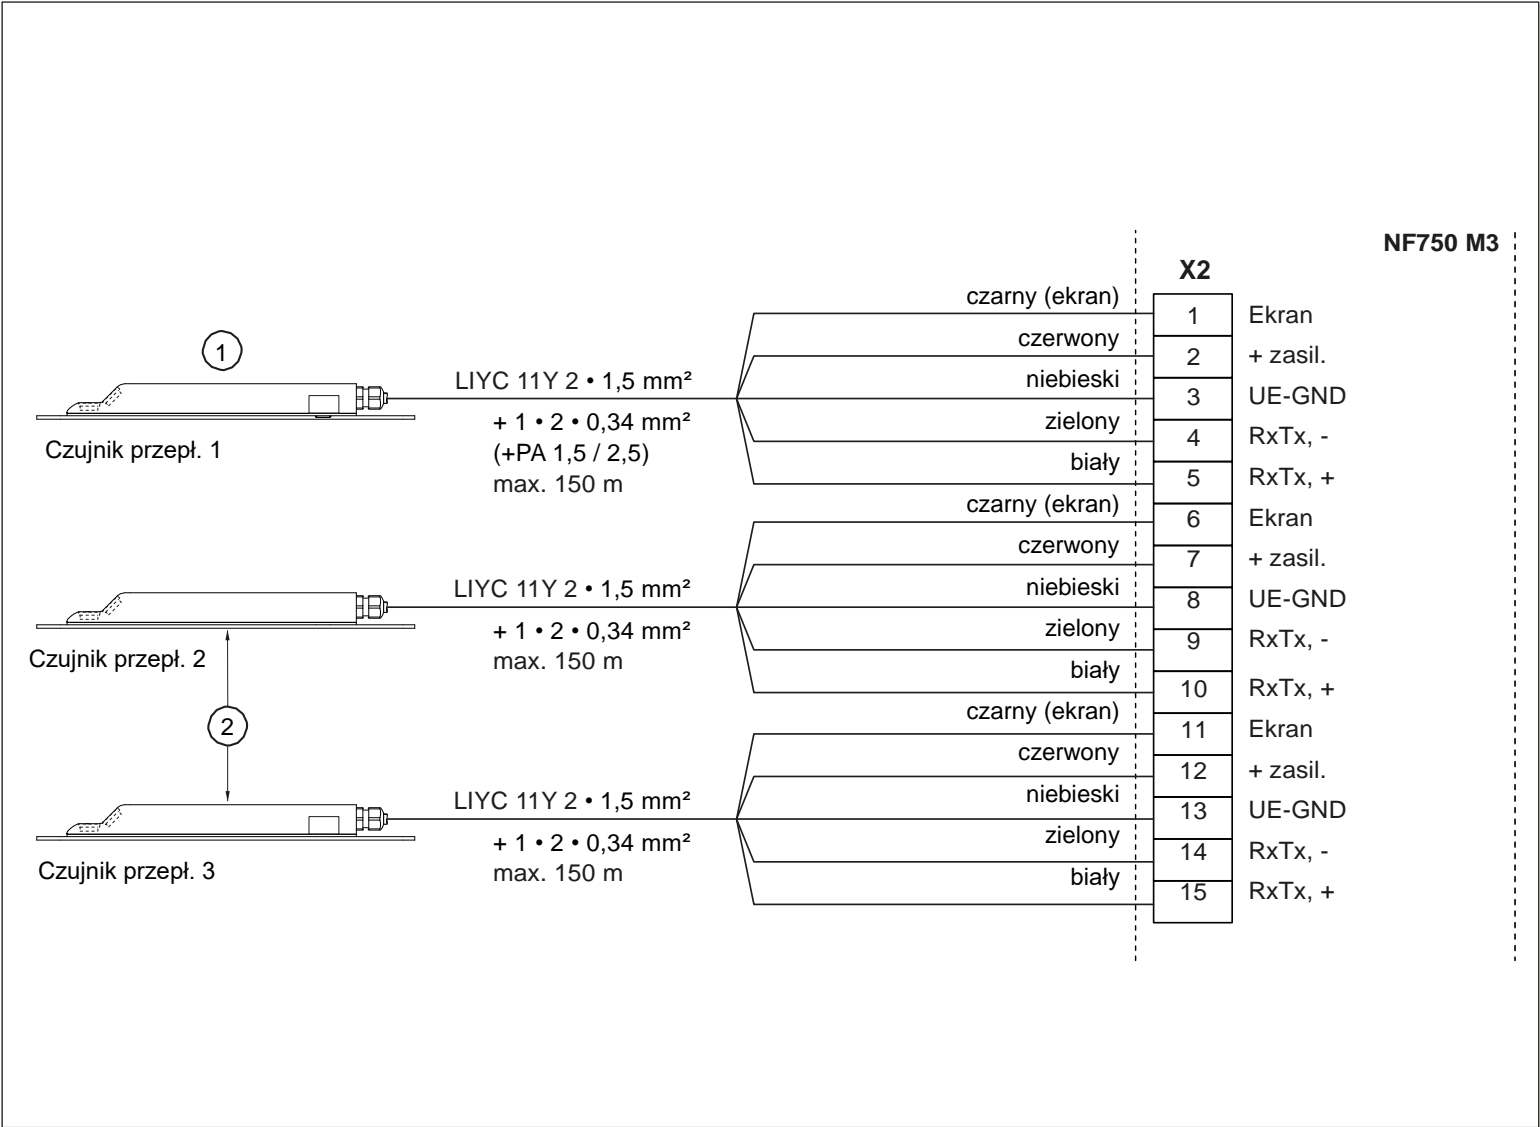 NF750 M3
X2
czarny (ekran)
1
Ekran
czerwony
2
+ zasil.
niebieski
3
UE-GND
zielony
4
RxTx, -
biały
5
RxTx, +
1
LIYC 11Y 2 • 1,5 mm²
+ 1 • 2 • 0,34 mm²
(+PA 1,5 / 2,5)
max. 150 m
Czujnik przepł. 1
czarny (ekran)
6
Ekran
czerwony
7
+ zasil.
niebieski
8
UE-GND
zielony
9
RxTx, -
biały
10
RxTx, +
LIYC 11Y 2 • 1,5 mm²
+ 1 • 2 • 0,34 mm²
max. 150 m
Czujnik przepł. 2
2
czarny (ekran)
11
Ekran
czerwony
12
+ zasil.
niebieski
13
UE-GND
zielony
14
RxTx, -
biały
15
RxTx, +
LIYC 11Y 2 • 1,5 mm²
+ 1 • 2 • 0,34 mm²
max. 150 m
Czujnik przepł. 3